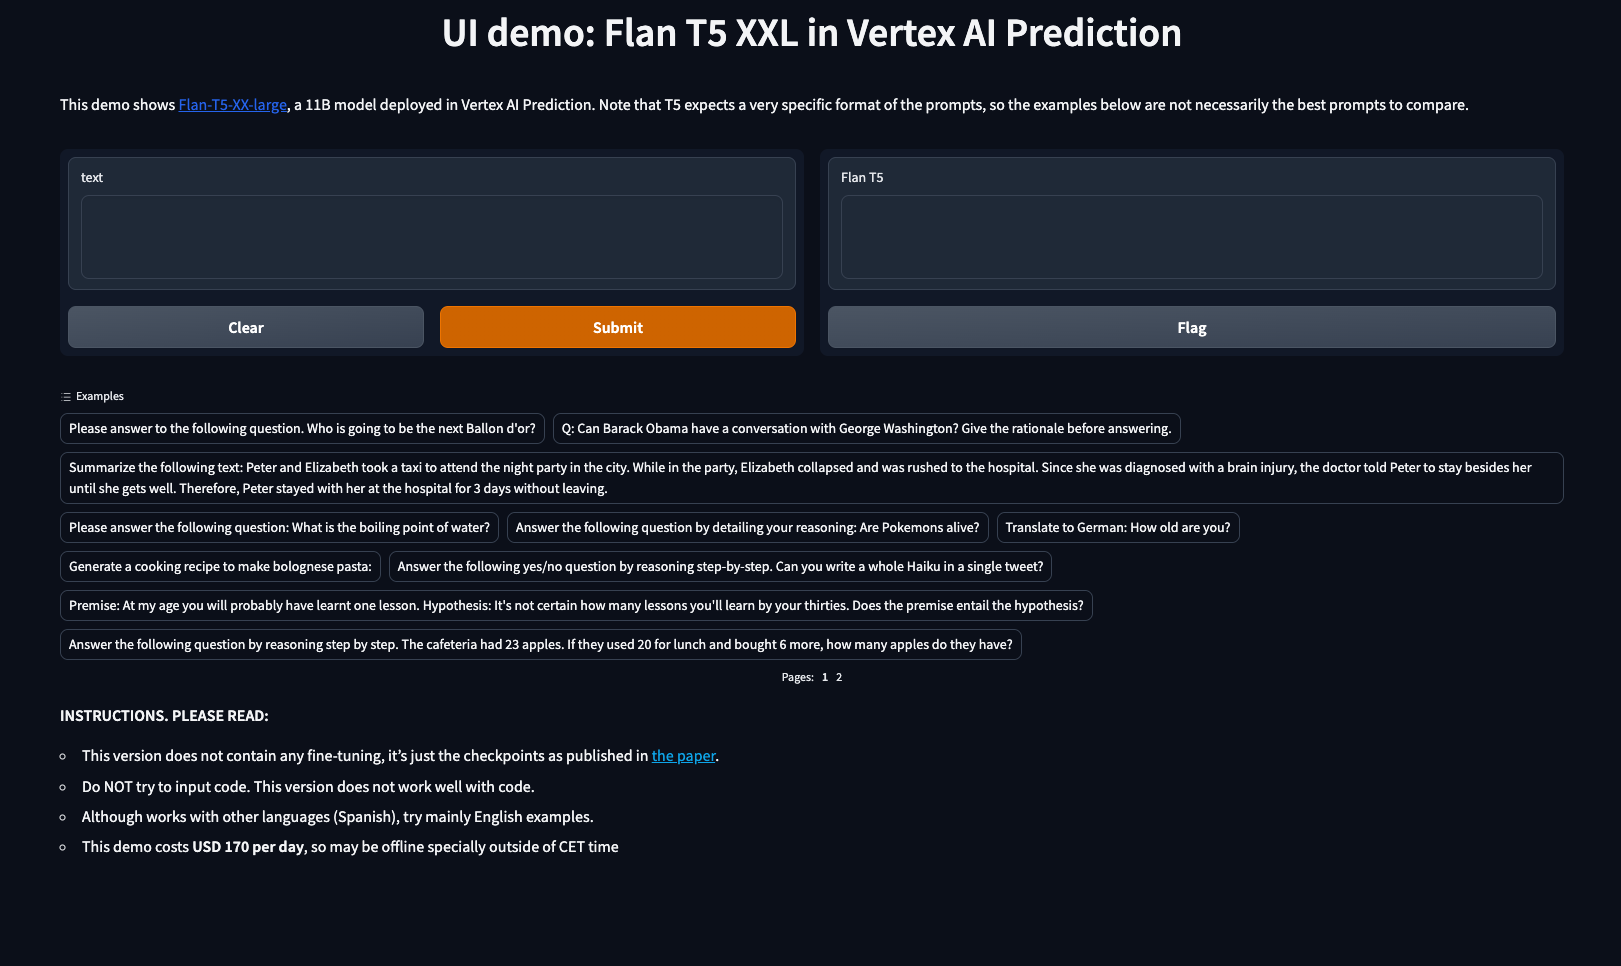 UI demo: Flan T5 XXL in Vertex AI Prediction
This demo shows Flan-T5-XX-large, a 11B model deployed in Vertex AI Prediction. Note that T5 expects a very specific format of the prompts, so the examples below are not necessarily the best prompts to compare.
text
Flan T5
Clear
Submit
Flag
Examples
Please answer to the following question. Who is going to be the next Ballon d'or?
Q: Can Barack Obama have a conversation with George Washington? Give the rationale before answering.
Summarize the following text: Peter and Elizabeth took a taxi to attend the night party in the city. While in the party, Elizabeth collapsed and was rushed to the hospital. Since she was diagnosed with a brain injury, the doctor told Peter to stay besides her
until she gets well. Therefore, Peter stayed with her at the hospital for 3 days without leaving.
Please answer the following question: What is the boiling point of water?
Answer the following question by detailing your reasoning: Are Pokemons alive?
Translate to German: How old are you?
Generate a cooking recipe to make bolognese pasta:
Answer the following yes/no question by reasoning step-by-step. Can you write a whole Haiku in a single tweet?
Premise: At my age you will probably have learnt one lesson. Hypothesis: It's not certain how many lessons you'll learn by your thirties. Does the premise entail the hypothesis?
Answer the following question by reasoning step by step. The cafeteria had 23 apples. If they used 20 for lunch and bought 6 more, how many apples do they have?
Pages: 1 2
INSTRUCTIONS. PLEASE READ:
This version does not contain any fine-tuning, it’s just the checkpoints as published in the paper.
Do NOT try to input code. This version does not work well with code.
Although works with other languages (Spanish), try mainly English examples.
This demo costs USD 170 per day, so may be offline specially outside of CET time